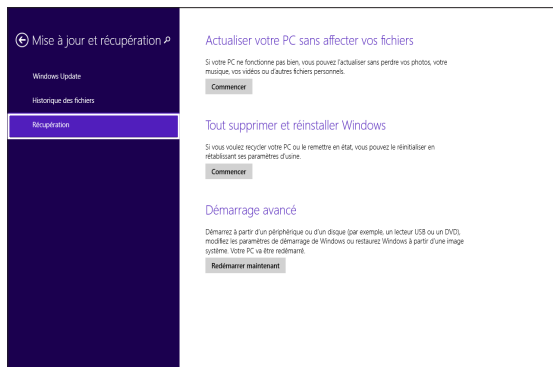 Mise à jour et récupération
Windows Update
Historique des fichiers
Récupération
Actualiser votre PC sans affecter vos fichiers
Si votre PC ne fonctionne pas bien, vous pouvez l'actualiser sans perdre vos photos, votre
musique, vos vidéos ou d'autres fichiers personnels.
Commencer
Tout supprimer et réinstaller Windows
Si vous voulez recycler votre PC ou le remettre en état, vous pouvez le réinitialiser en
rétablissant ses paramètres d'usine.
Commencer
Démarrage avancé
Démarrez à partir d'un périphérique ou d'un disque (par exemple, un lecteur USB ou un DVD),
modifiez les paramètres de démarrage de Windows ou restaurez Windows à partir d'une image
système. Votre PC va être redémarré.
Redémarrer maintenant